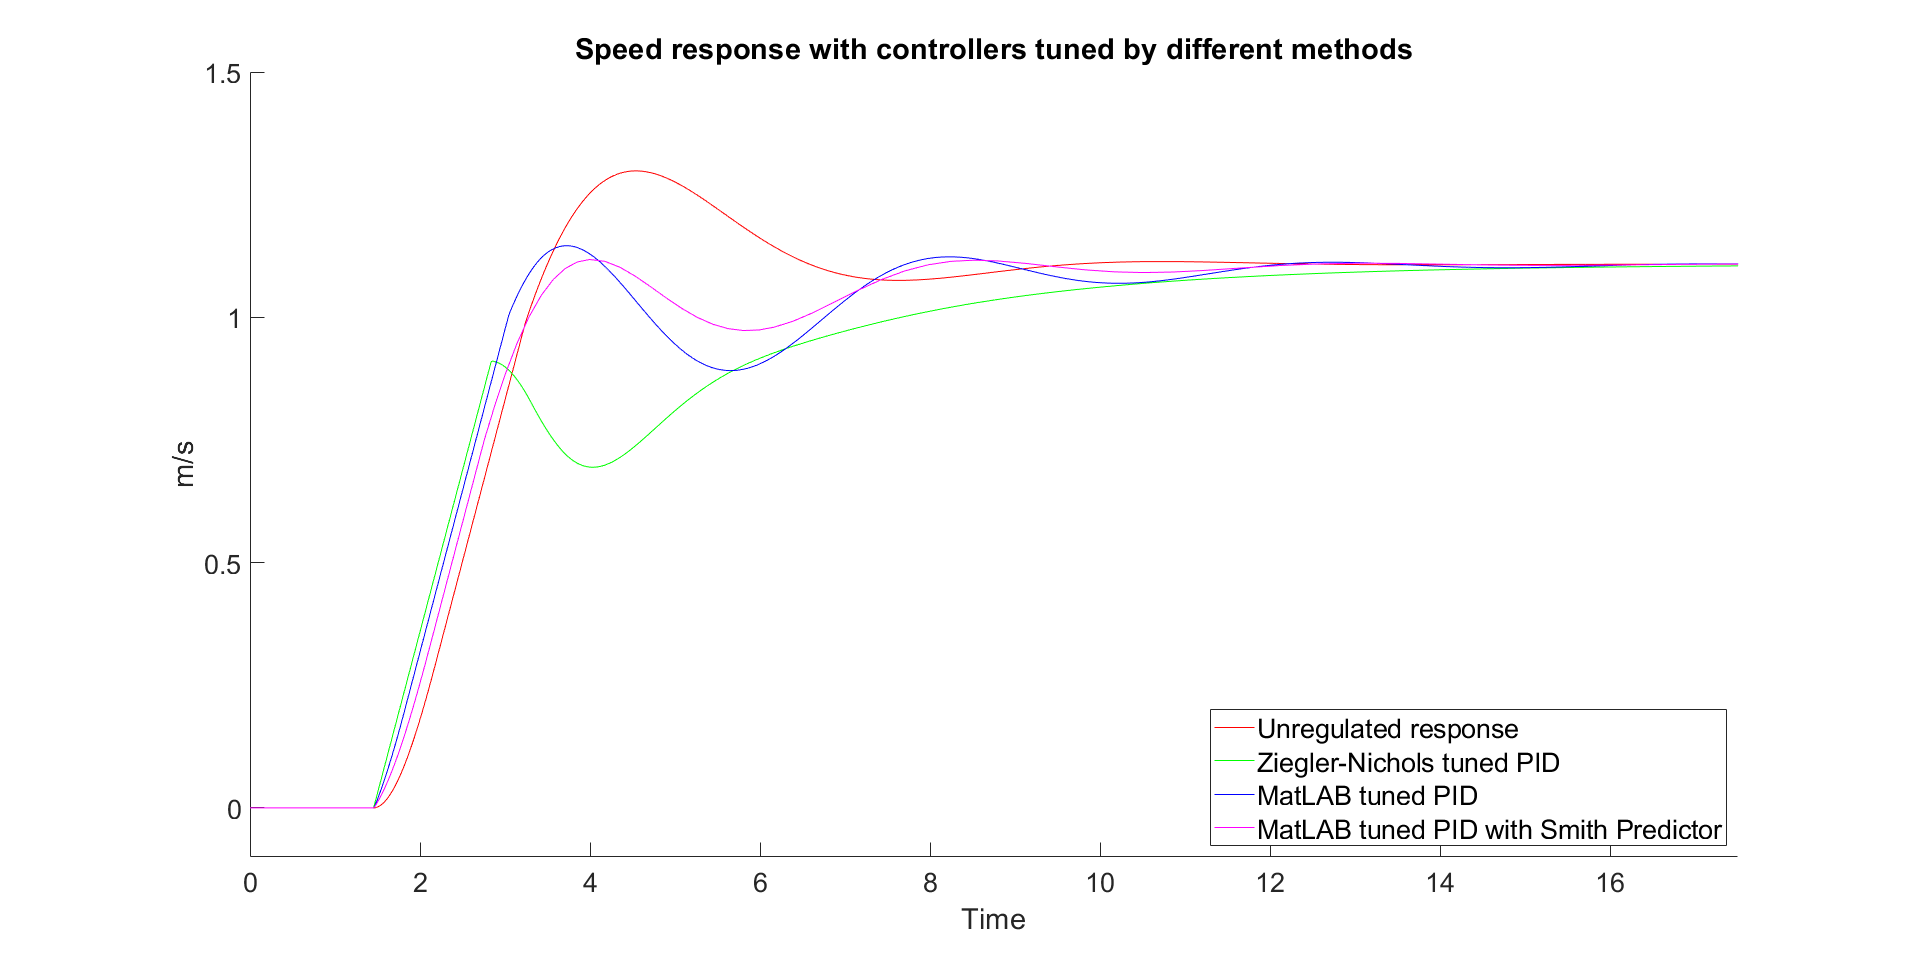 Speed response with controllers tuned by different methods
1.5
1
0.5
0
m/s
0 2 4 6 8 10 12 14 16
Time
Unregulated response
Ziegler-Nichols tuned PID
MatLAB tuned PID
MatLAB tuned PID with Smith Predictor